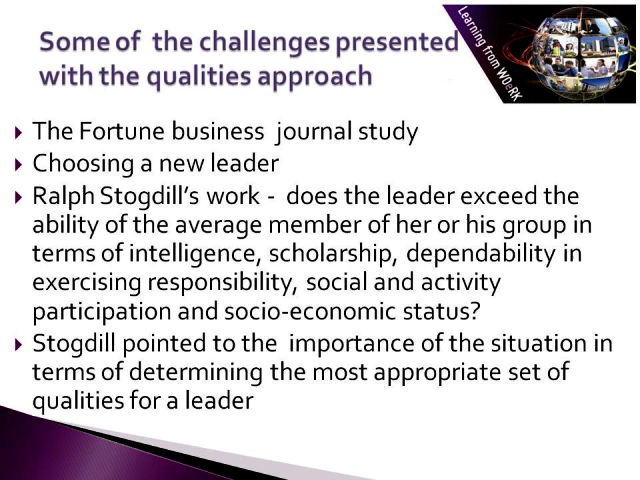 Some of the challenges presented
with the qualities approach
Learning from WOeRK
The Fortune business journal study
Choosing a new leader
Ralph Stogdill's work - does the leader exceed the
ability of the average member of her or his group in
terms of intelligence, scholarship, dependability in
exercising responsibility, social and activity
participation and socio-economic status?
Stogdill pointed to the importance of the situation in
terms of determining the most appropriate set of
qualities for a leader